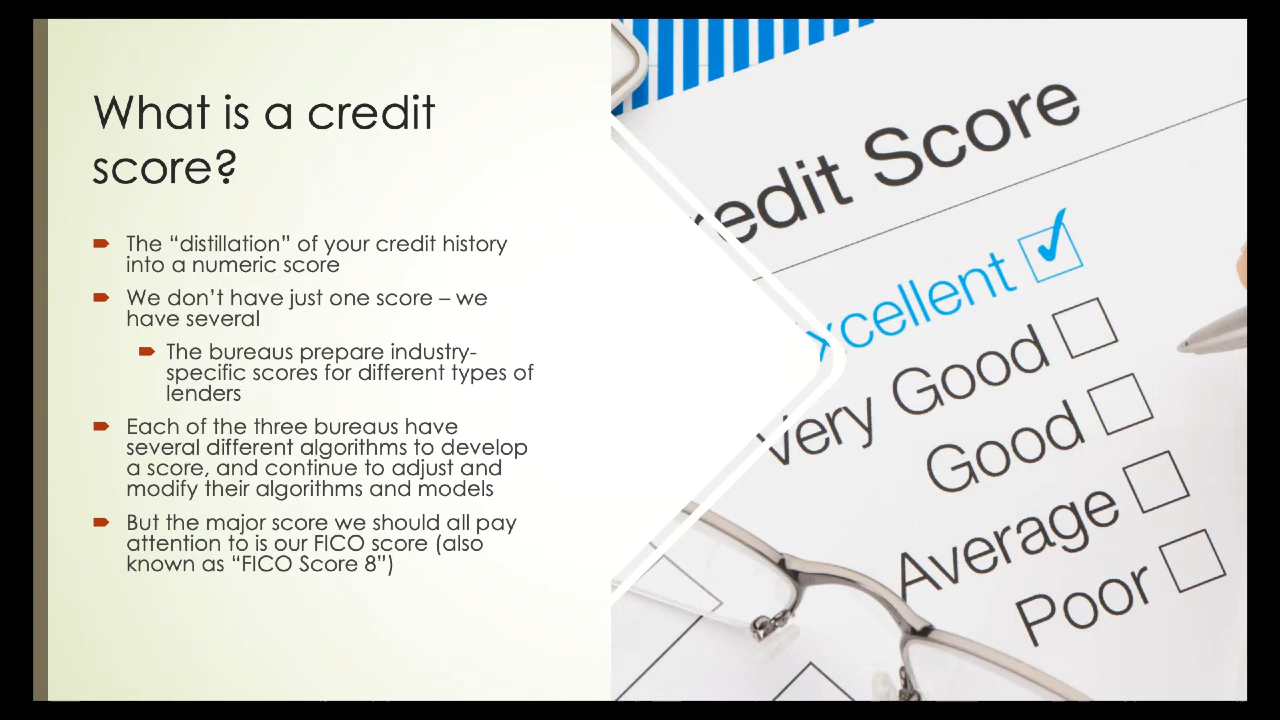 What is a credit
score?
The “distillation” of your credit history
into a numeric score
We don’t have just one score – we
have several
The bureaus prepare industry-
specific scores for different types of
lenders
Each of the three bureaus have
several different algorithms to develop
a score, and continue to adjust and
modify their algorithms and models
But the major score we should all pay
attention to is our FICO score (also
known as “FICO Score 8”)
redit Score
xcellent
Very Good
Good
Average
Poor